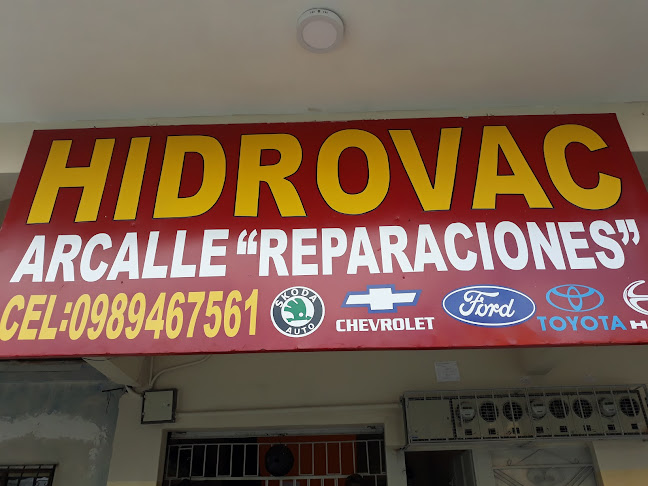 HIDROVAC
ARCALLE "REPARACIONES"
CEL:0989467561
SKODA
AUTO
CHEVROLET
Ford
TOYOTA